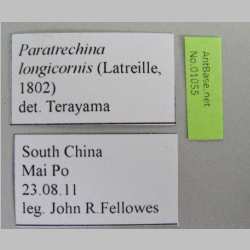 Paratrechina
longicornis (Latreille,
1802)
det. Terayama
AntBase.net
No.01055
South China
Mai Po
23.08.11
leg. John R.Fellowes